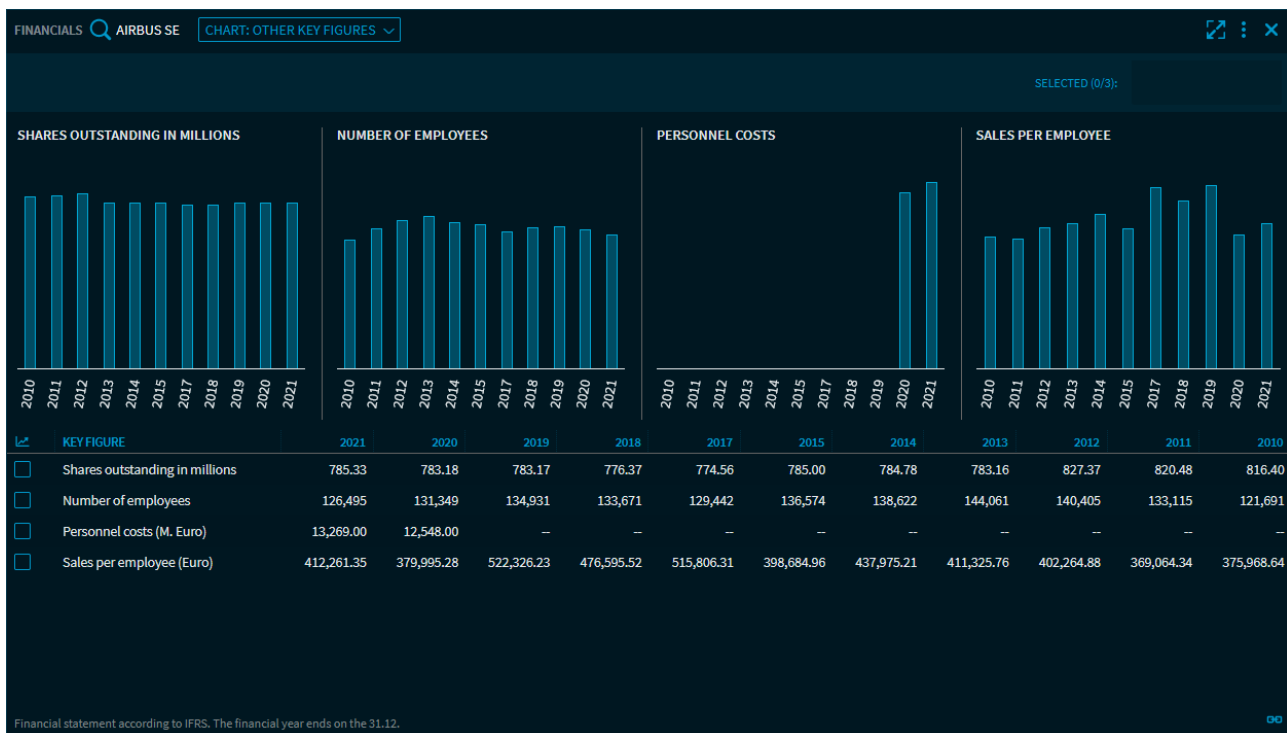 FINANCIALS AIRBUS SE CHART: OTHER KEY FIGURES
SELECTED (0/3):
SHARES OUTSTANDING IN MILLIONS NUMBER OF EMPLOYEES PERSONNEL COSTS SALES PER EMPLOYEE
2010 2011 2012 2013 2014 2015 2017 2018 2019 2020 2021 2010 2011 2012 2013 2014 2015 2017 2018 2019 2020 2021 2010 2011 2012 2013 2014 2015 2017 2018 2019 2020 2021 2010 2011 2012 2013 2014 2015 2017 2018 2019 2020 2021
KEY FIGURE 2021 2020 2019 2018 2017 2015 2014 2013 2012 2011 2010
Shares outstanding in millions 785.33 783.18 783.17 776.37 774.56 785.00 784.78 783.16 827.37 820.48 816.40
Number of employees 126,495 131,349 134,931 133,671 129,442 136,574 138,622 144,061 140,405 133,115 121,691
Personnel costs (M. Euro) 13,269.00 12,548.00 -- -- -- -- -- -- -- -- --
Sales per employee (Euro) 412,261.35 379,995.28 522,326.23 476,595.52 515,806.31 398,684.96 437,975.21 411,325.76 402,264.88 369,064.34 375,968.64
Financial statement according to IFRS. The financial year ends on the 31.12.